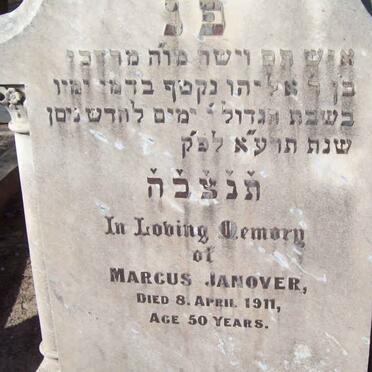 פ נ
איש תם וישר מו״ה מרדכי
בן ר אליהו נקטף בדמי ימיו
בשבת הגדול י׳ ימים לחדש ניסן
שנת תרע״א לפ״ק
תנצבה
In Loving Memory
of
MARCUS JANOVER,
DIED 8. APRIL 1911,
AGE 50 YEARS.